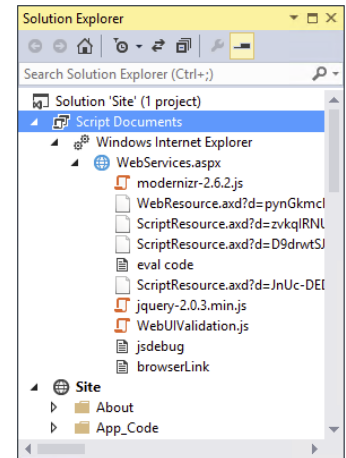 Solution Explorer
Search Solution Explorer (Ctrl+;)
Solution 'Site' (1 project)
Script Documents
Windows Internet Explorer
WebServices.aspx
modernizr-2.6.2.js
WebResource.axd?d=pynGkmcl
ScriptResource.axd?d=zvkqIRNU
ScriptResource.axd?d=D9drwtSJ
eval code
ScriptResource.axd?d=JnUc-DED
jquery-2.0.3.min.js
WebUIValidation.js
jsdebug
browserLink
Site
About
App_Code